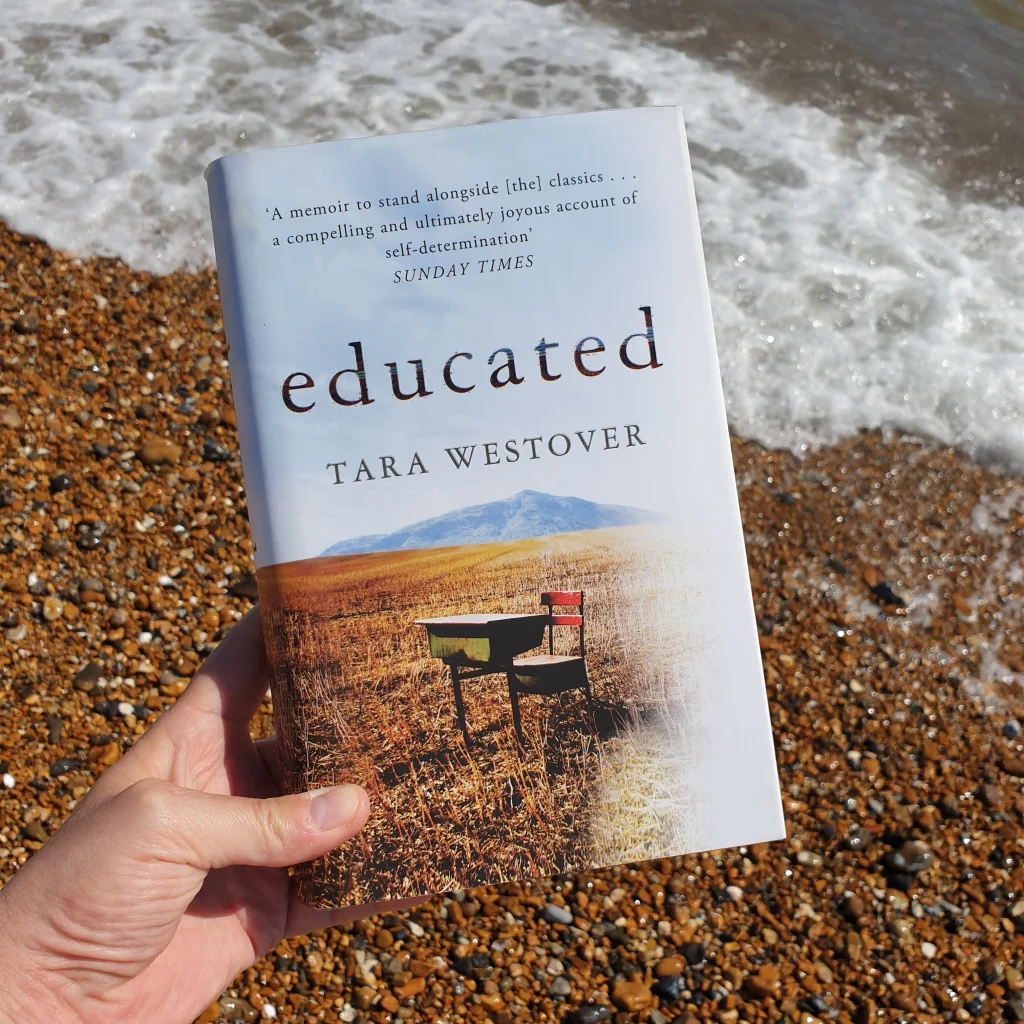 ‘A memoir to stand alongside [the] classics . . .
a compelling and ultimately joyous account of
self-determination’
SUNDAY TIMES
educated
TARA WESTOVER